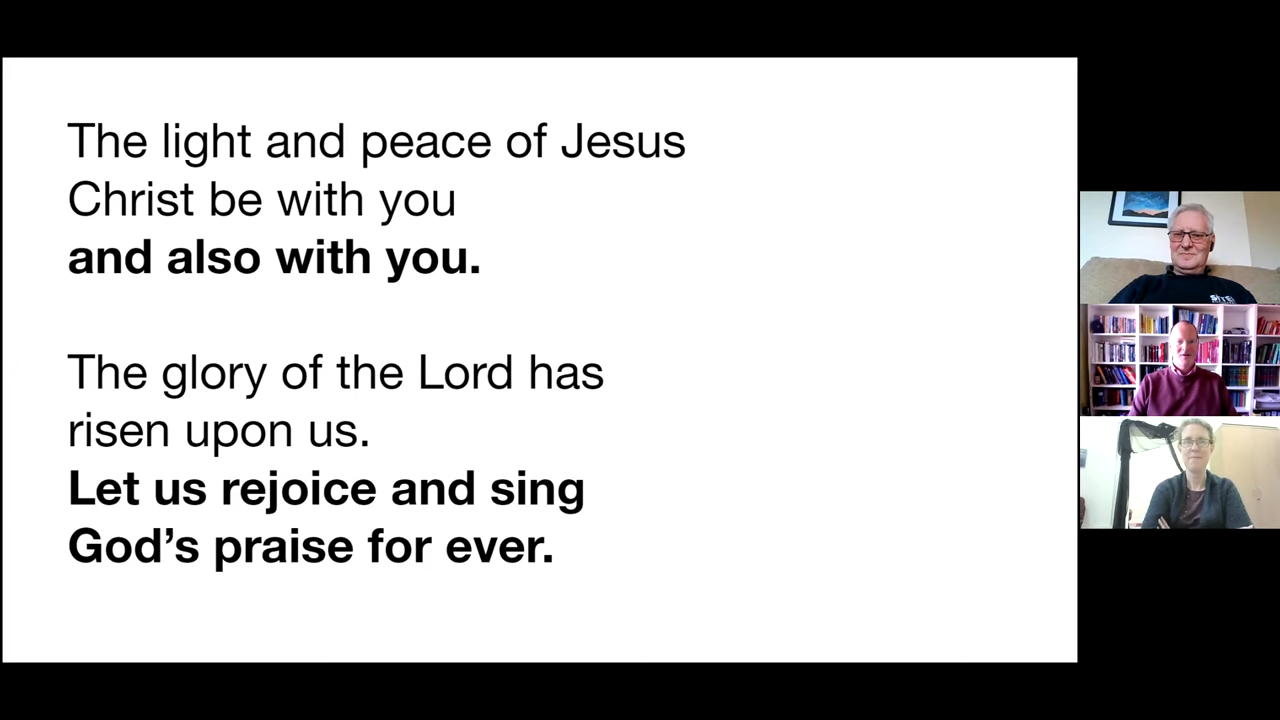 The light and peace of Jesus
Christ be with you
and also with you.
The glory of the Lord has
risen upon us.
Let us rejoice and sing
God’s praise for ever.